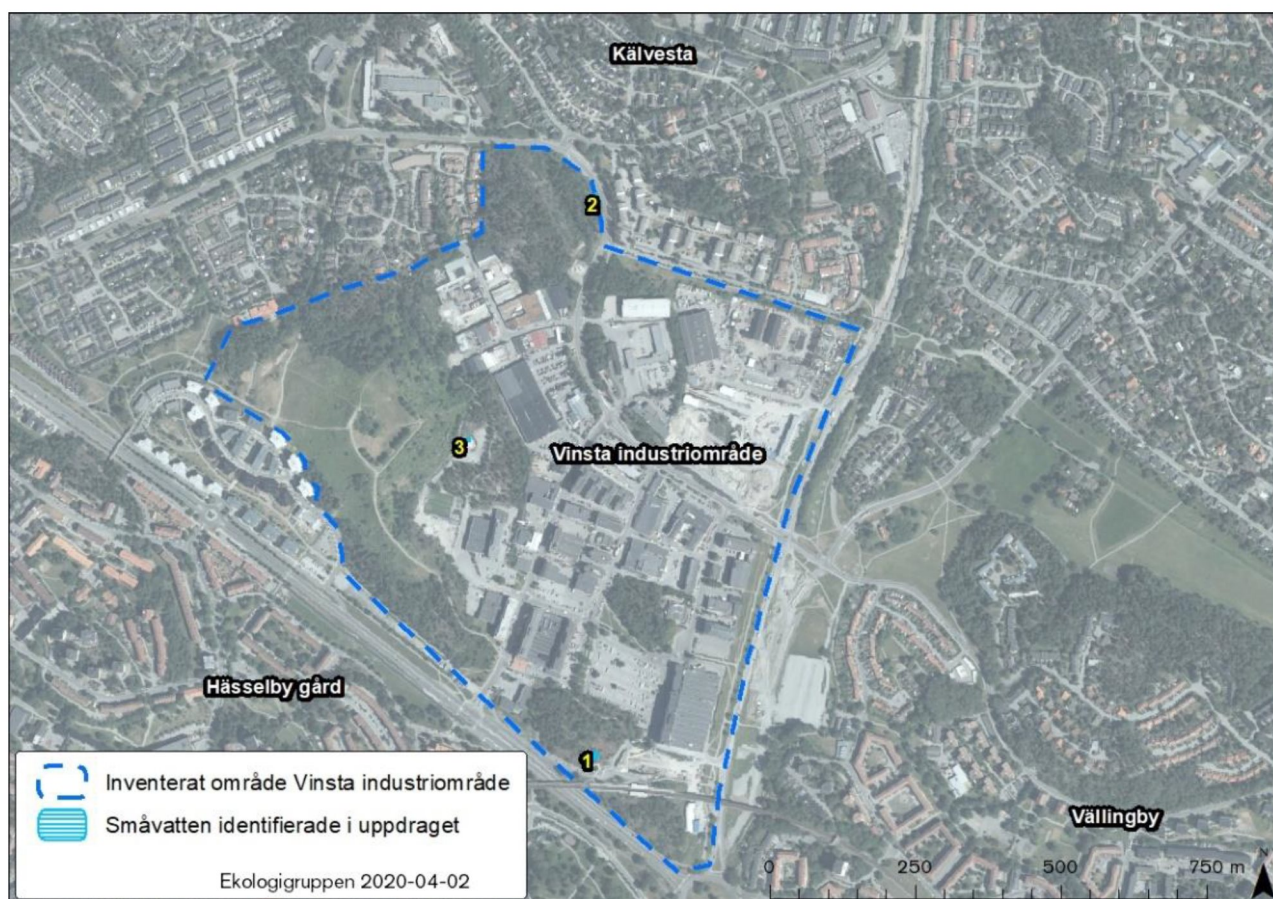 Kälvesta
2
3
Vinsta industriområde
Hässelby gård
1
Inventerat område Vinsta industriområde
Småvatten identifierade i uppdraget
Ekologigruppen 2020-04-02
Vällingby
0 250 500 750 m
N